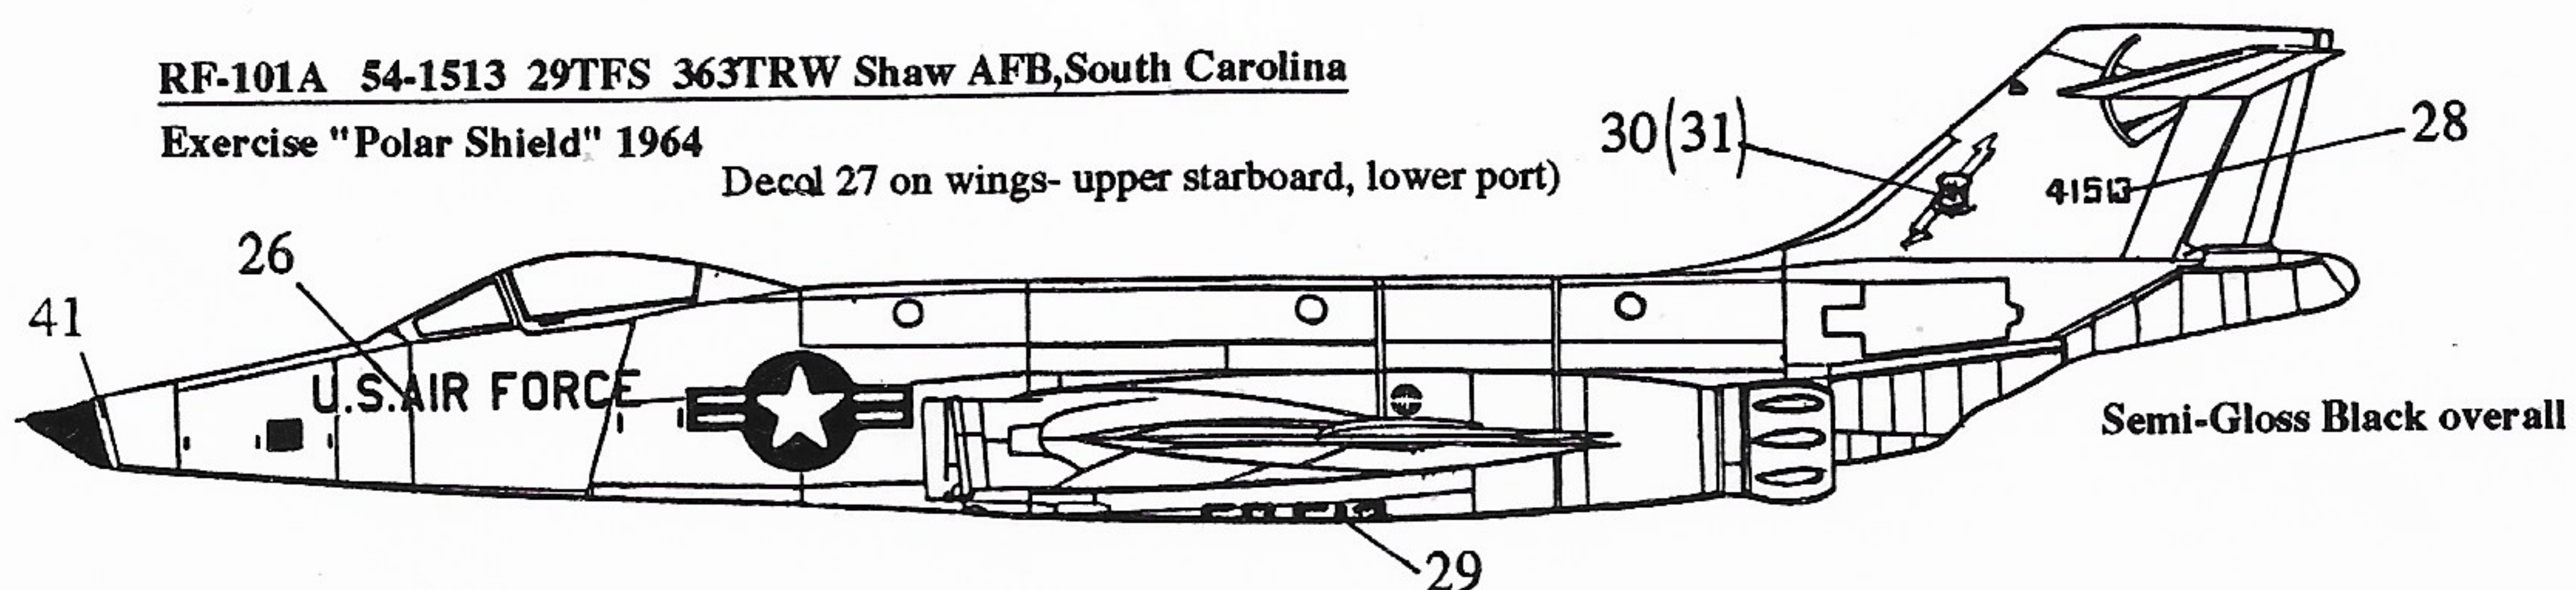 RF-101A 54-1513 29TFS 363TRW Shaw AFB,South Carolina
Exercise "Polar Shield" 1964
Decal 27 on wings- upper starboard, lower port)
30(31)
28
41513
26
41
U.S.AIR FORCE
Semi-Gloss Black overall
29